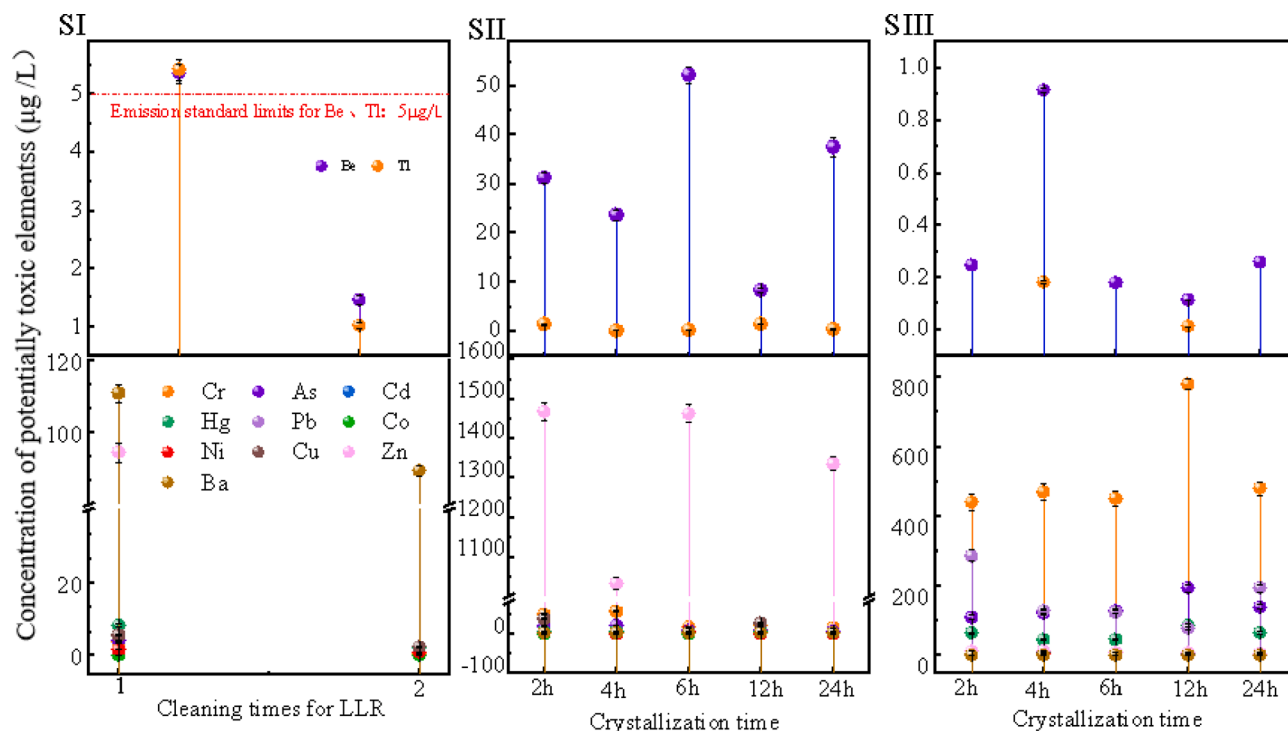 SI
SII
SIII
Concentration of potentially toxic elementss (μg /L)
5
4
3
2
1
Emission standard limits for Be 、 Tl: 5μg/L
Be Tl
120
100
20
0
Cr As Cd
Hg Pb Co
Ni Cu Zn
Ba
1 2
Cleaning times for LLR
50
40
30
20
10
0
1600
1500
1400
1300
1200
1100
0
-100
2h 4h 6h 12h 24h
Crystallization time
1.0
0.8
0.6
0.4
0.2
0.0
800
600
400
200
0
2h 4h 6h 12h 24h
Crystallization time